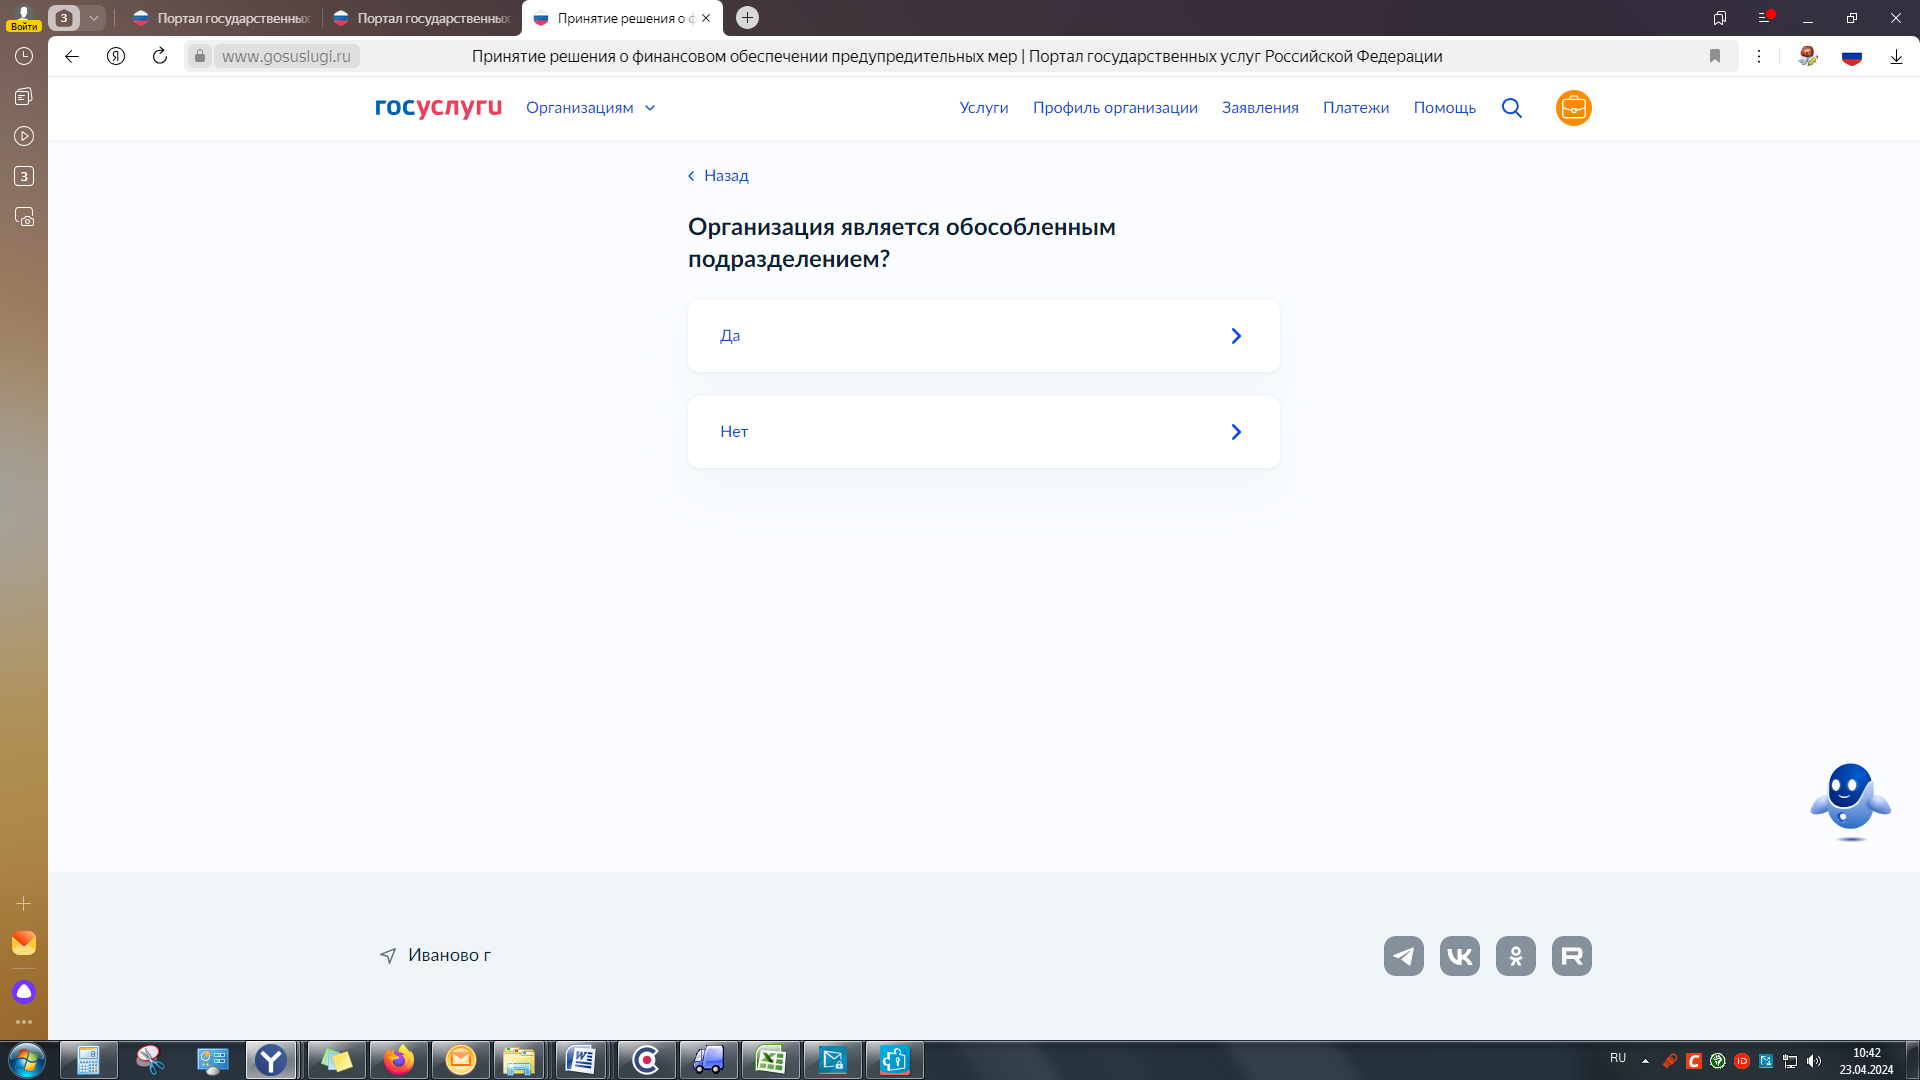 Войти
3
Портал государственных
Портал государственных
Принятие решения о ф
www.gosuslugi.ru
Принятие решения о финансовом обеспечении предупредительных мер | Портал государственных услуг Российской Федерации
3
госуслуги
Организациям
Услуги
Профиль организации
Заявления
Платежи
Помощь
Назад
Организация является обособленным
подразделением?
Да
Нет
Иваново г
RU
10:42
23.04.2024